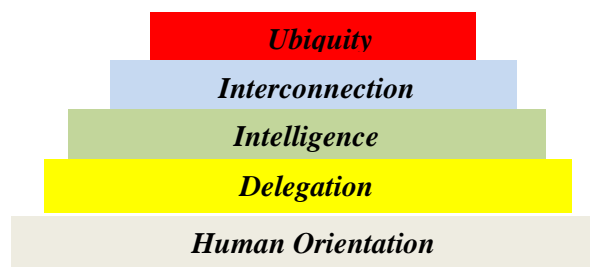 Ubiquity
Interconnection
Intelligence
Delegation
Human Orientation